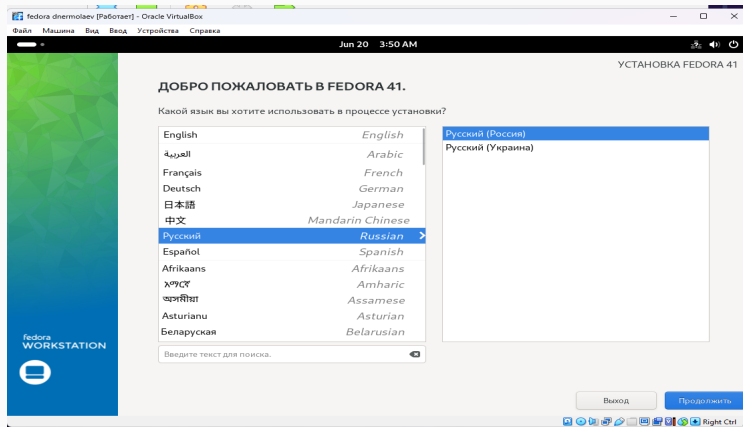 fedora dnermolaev [Работает] - Oracle VirtualBox
Файл Машина Вид Ввод Устройства Справка
Jun 20 3:50 AM
УСТАНОВКА FEDORA 41
ДОБРО ПОЖАЛОВАТЬ В FEDORA 41.
Какой язык вы хотите использовать в процессе установки?
English English
العربية Arabic
Français French
Deutsch German
日本語 Japanese
中文 Mandarin Chinese
Русский Russian
Español Spanish
Afrikaans Afrikaans
አማርኛ Amharic
অসমীয়া Assamese
Asturianu Asturian
Беларуская Belarusian
Русский (Россия)
Русский (Украина)
Введите текст для поиска.
fedora
WORKSTATION
Выход Продолжить
Right Ctrl